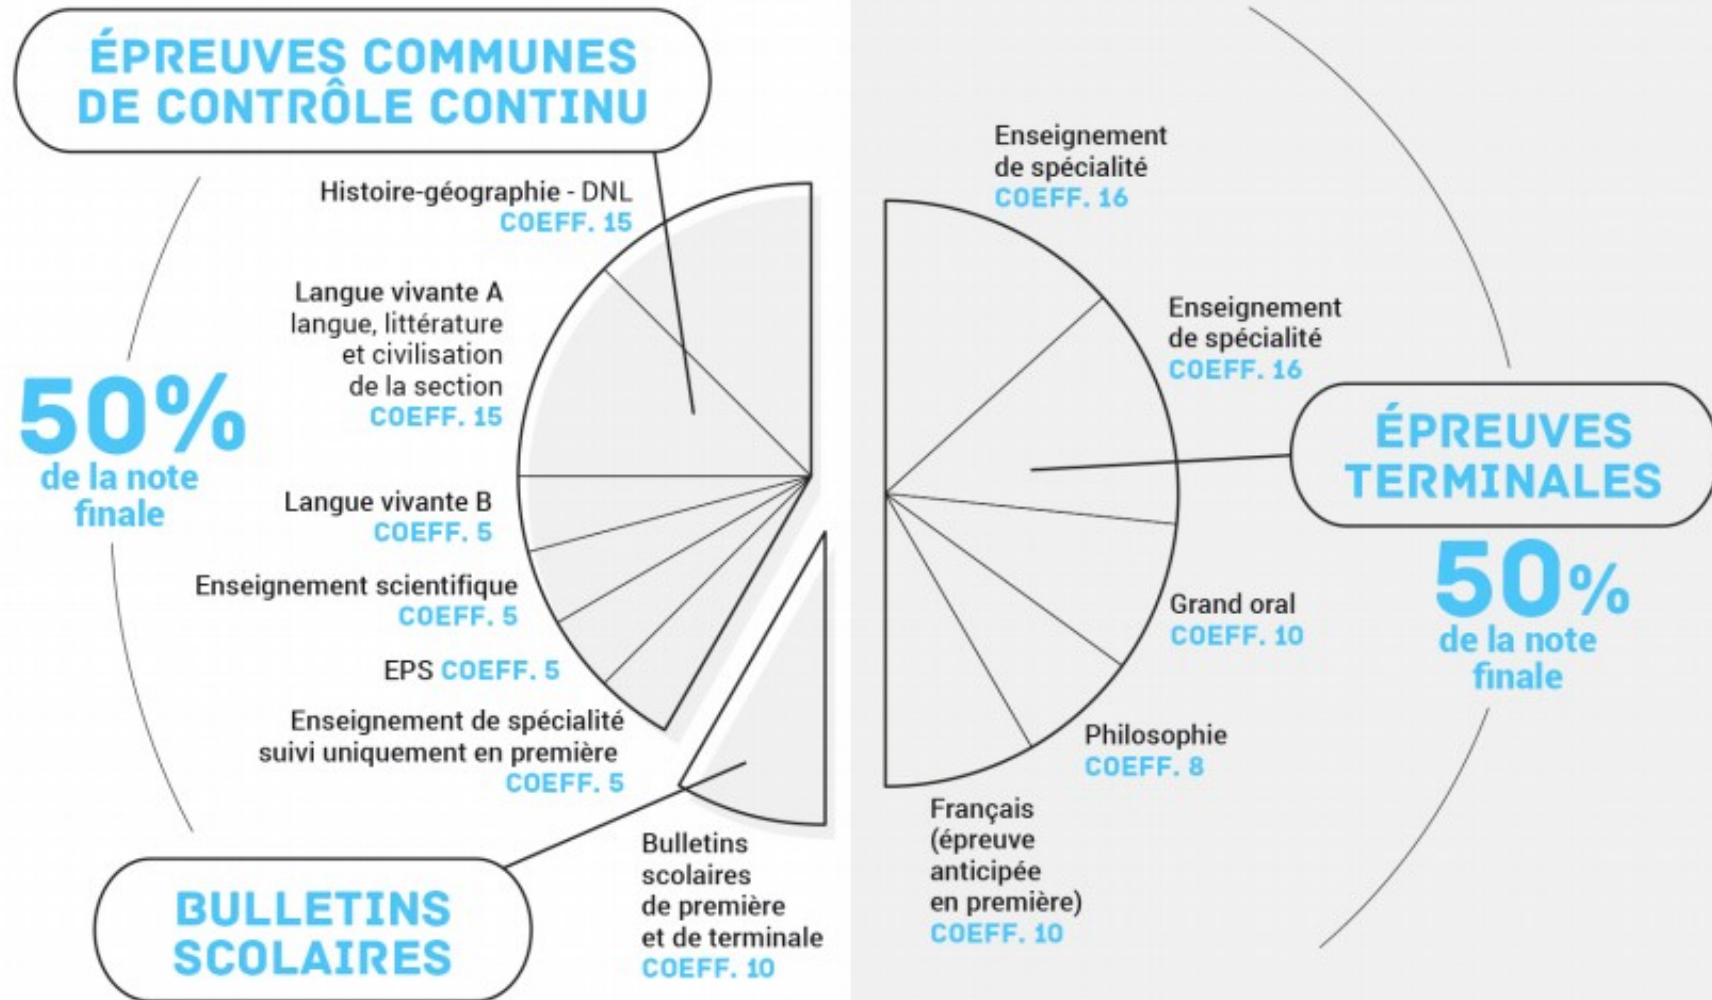 ÉPREUVES COMMUNES
DE CONTRÔLE CONTINU
Histoire-géographie - DNL
COEFF. 15
Langue vivante A
langue, littérature
et civilisation
de la section
COEFF. 15
50%
de la note
finale
Langue vivante B
COEFF. 5
Enseignement scientifique
COEFF. 5
EPS COEFF. 5
Enseignement de spécialité
suivi uniquement en première
COEFF. 5
BULLETINS
SCOLAIRES
Bulletins
scolaires
de première
et de terminale
COEFF. 10
Enseignement
de spécialité
COEFF. 16
Enseignement
de spécialité
COEFF. 16
ÉPREUVES
TERMINALES
50%
de la note
finale
Grand oral
COEFF. 10
Philosophie
COEFF. 8
Français
(épreuve
anticipée
en première)
COEFF. 10